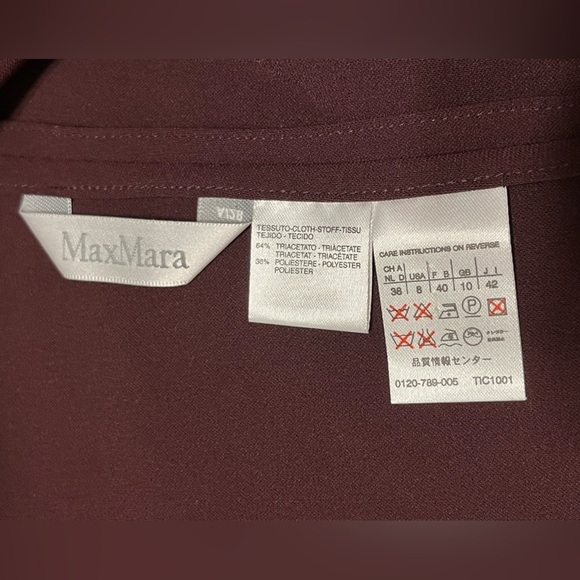 MaxMara
A12B
TESSUTO-CLOTH-STOFF-TISSU
TEJIDO - TECIDO
64% TRIACETATO - TRIACETATE
TRIACETAT - TRIACÉTATE
36% POLIESTERE - POLYESTER
POLIESTER
CARE INSTRUCTIONS ON REVERSE
CH A NL D USA F B GB J I
38 8 40 10 42
P
品質情報センター
0120-789-005 TIC1001